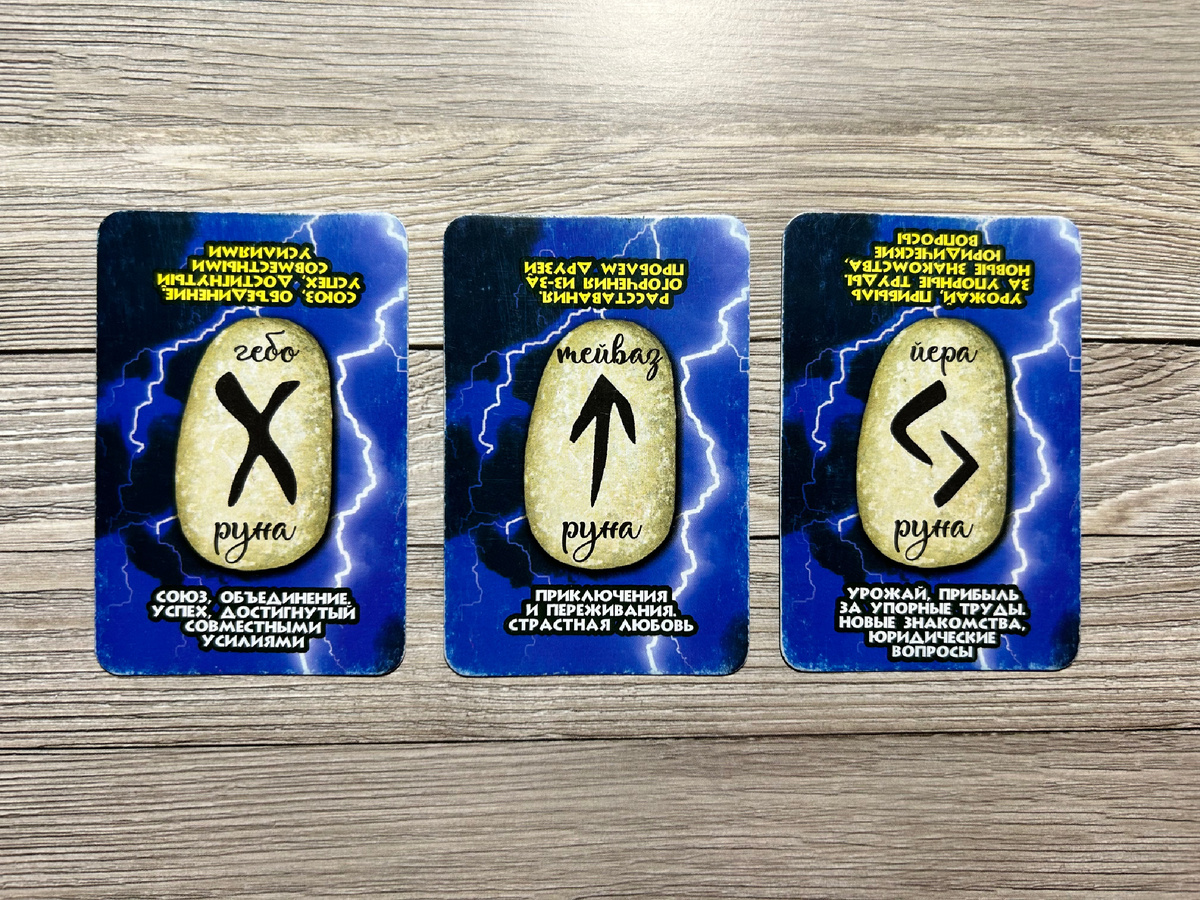 СОЮЗ, ОБЪЕДИНЕНИЕ,
УСПЕХ, ДОСТИГНУТЫЙ
СОВМЕСТНЫМИ
УСИЛИЯМИ
гебо
руна
СОЮЗ, ОБЪЕДИНЕНИЕ,
УСПЕХ, ДОСТИГНУТЫЙ
СОВМЕСТНЫМИ
УСИЛИЯМИ
РАССТАВАНИЯ,
ОГОРЧЕНИЯ ИЗ-ЗА
ПРОБЛЕМ ДРУЗЕЙ
тейваз
руна
ПРИКЛЮЧЕНИЯ
И ПЕРЕЖИВАНИЯ.
СТРАСТНАЯ ЛЮБОВЬ
УРОЖАЙ, ПРИБЫЛЬ
ЗА УПОРНЫЕ ТРУДЫ.
НОВЫЕ ЗНАКОМСТВА,
ЮРИДИЧЕСКИЕ
ВОПРОСЫ
йера
руна
УРОЖАЙ, ПРИБЫЛЬ
ЗА УПОРНЫЕ ТРУДЫ.
НОВЫЕ ЗНАКОМСТВА,
ЮРИДИЧЕСКИЕ
ВОПРОСЫ